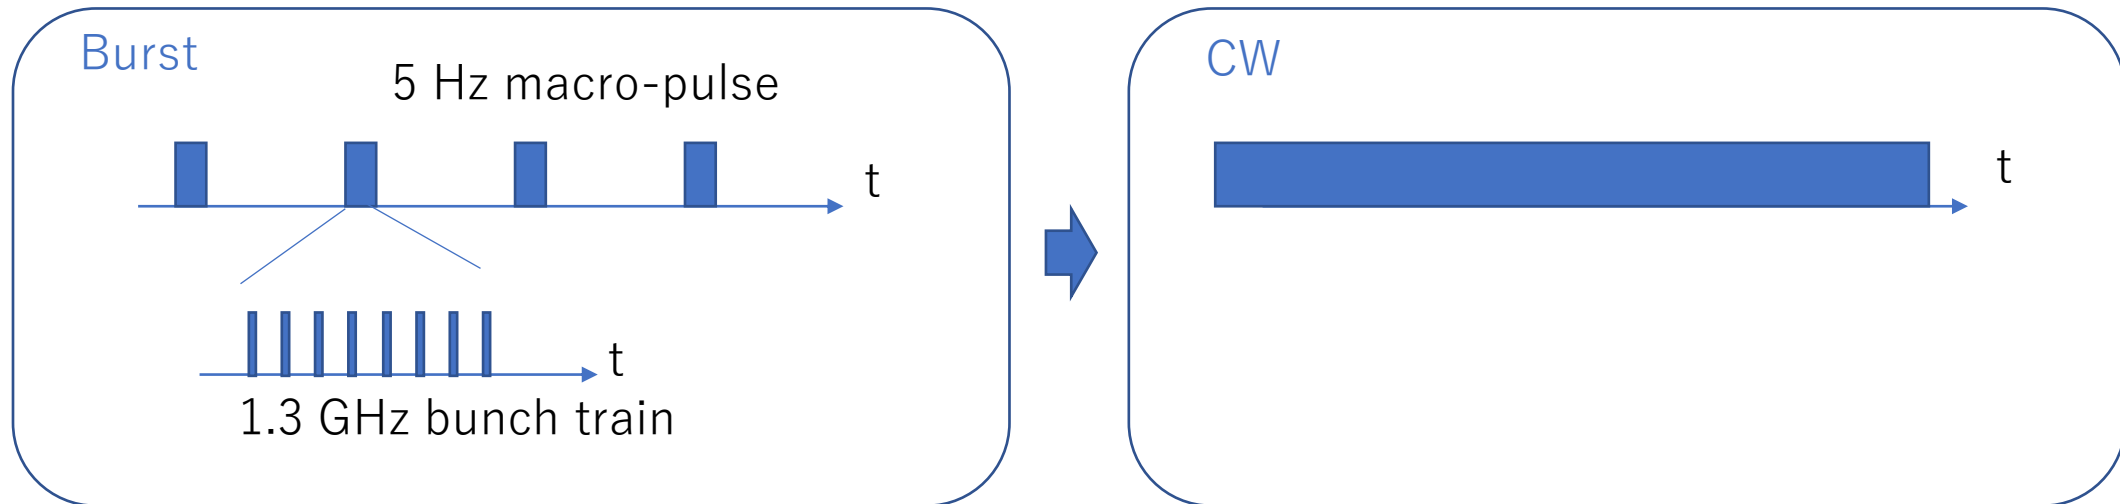 Burst
5 Hz macro-pulse
t
t
1.3 GHz bunch train
CW
t